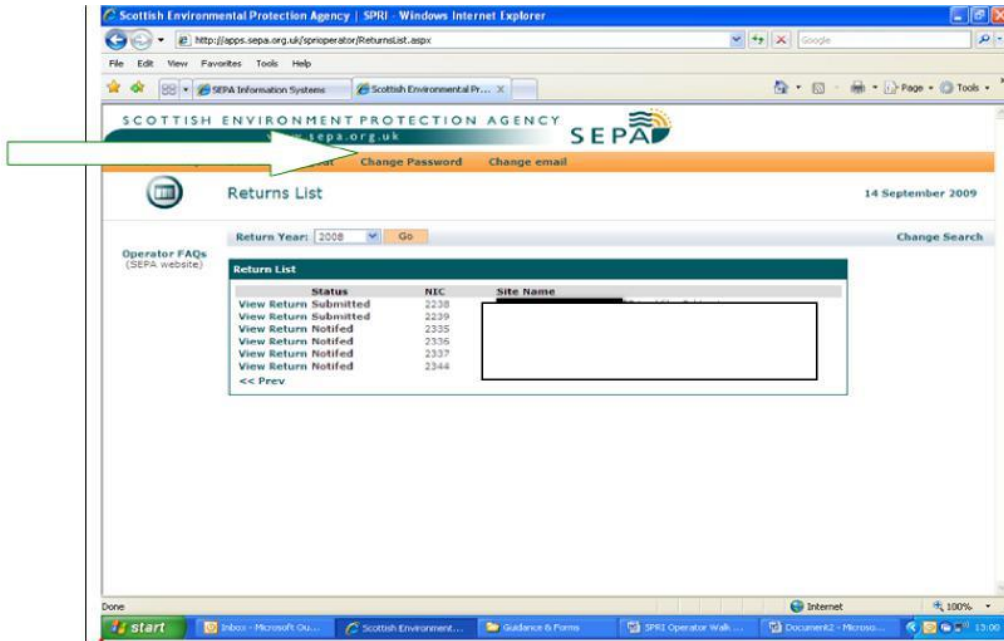 Scottish Environmental Protection Agency | SPRI - Windows Internet Explorer
http://apps.sepa.org.uk/sprioperator/ReturnsList.aspx
Google
File Edit View Favorites Tools Help
SEPA Information Systems
Scottish Environmental Pr...
Page
Tools
SCOTTISH ENVIRONMENT PROTECTION AGENCY
www.sepa.org.uk
SEPA
Change Password
Change email
Returns List
14 September 2009
Return Year: 2008 Go
Change Search
Operator FAQs
(SEPA website)
Return List
Status NIC Site Name
View Return Submitted 2238
View Return Submitted 2239
View Return Notifed 2335
View Return Notifed 2336
View Return Notifed 2337
View Return Notifed 2344
<< Prev
Done
Internet
100%
start
Inbox - Microsoft Ou...
Scottish Environment...
Guidance & Forms
SPRI Operator Walk ...
Document2 - Microso...
13:00